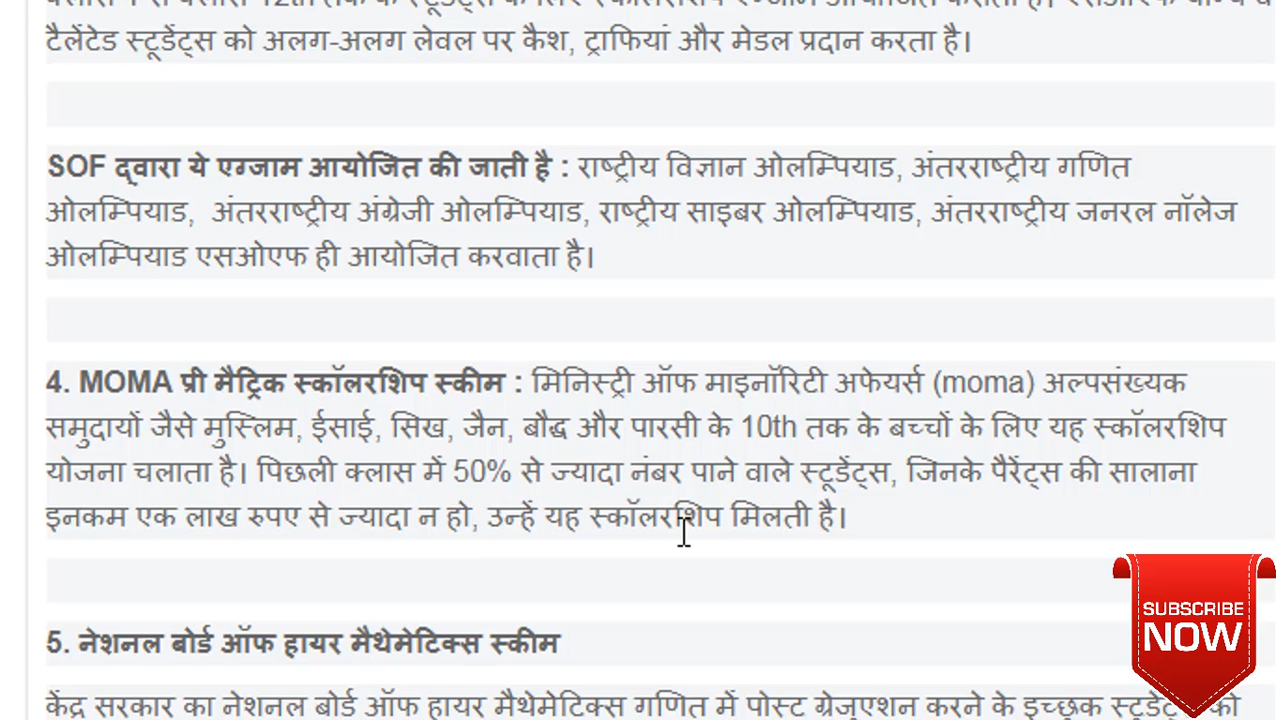 टैलेंटेड स्टूडेंट्स को अलग-अलग लेवल पर कैश, ट्राफियां और मेडल प्रदान करता है।
SOF द्वारा ये एग्जाम आयोजित की जाती है : राष्ट्रीय विज्ञान ओलम्पियाड, अंतरराष्ट्रीय गणित
ओलम्पियाड, अंतरराष्ट्रीय अंग्रेजी ओलम्पियाड, राष्ट्रीय साइबर ओलम्पियाड, अंतरराष्ट्रीय जनरल नॉलेज
ओलम्पियाड एसओएफ ही आयोजित करवाता है।
4. MOMA प्री मैट्रिक स्कॉलरशिप स्कीम : मिनिस्ट्री ऑफ माइनॉरिटी अफेयर्स (moma) अल्पसंख्यक
समुदायों जैसे मुस्लिम, ईसाई, सिख, जैन, बौद्ध और पारसी के 10th तक के बच्चों के लिए यह स्कॉलरशिप
योजना चलाता है। पिछली क्लास में 50% से ज्यादा नंबर पाने वाले स्टूडेंट्स, जिनके पैरेंट्स की सालाना
इनकम एक लाख रुपए से ज्यादा न हो, उन्हें यह स्कॉलरशिप मिलती है।
5. नेशनल बोर्ड ऑफ हायर मैथेमेटिक्स स्कीम
केंद्र सरकार का नेशनल बोर्ड ऑफ हायर मैथेमेटिक्स गणित में पोस्ट ग्रेजुएशन करने के इच्छुक को
SUBSCRIBE
NOW